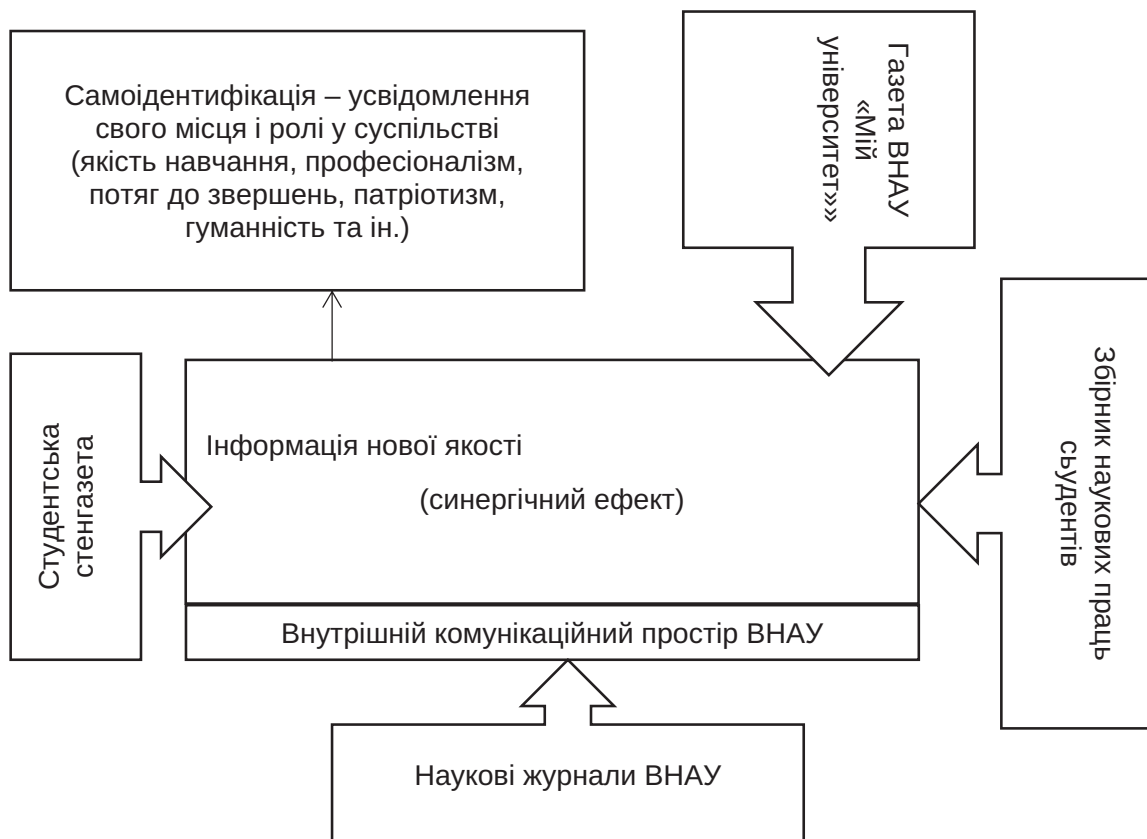 Самоідентифікація – усвідомлення
свого місця і ролі у суспільстві
(якість навчання, професіоналізм,
потяг до звершень, патріотизм,
гуманність та ін.)
Газета ВНАУ
«Мій
університет»»
Студентська
стенгазета
Інформація нової якості
(синергічний ефект)
Збірник наукових праць
сьудентів
Внутрішній комунікаційний простір ВНАУ
Наукові журнали ВНАУ